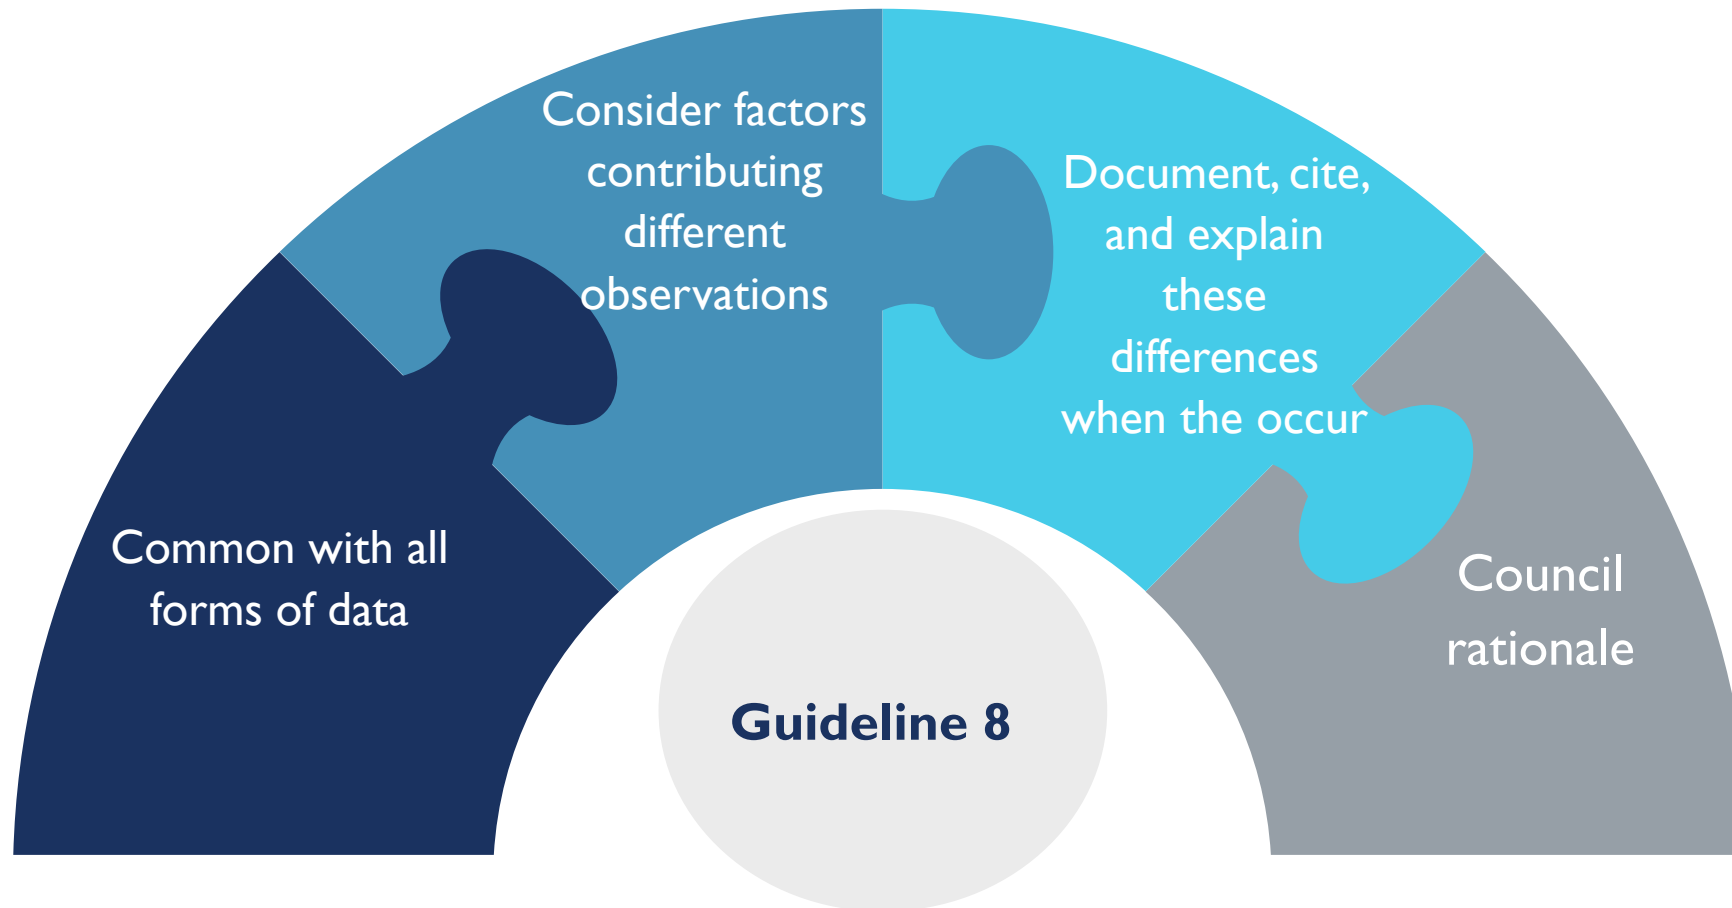 Consider factors
contributing
different
observations
Document, cite,
and explain
these
differences
when the occur
Common with all
forms of data
Council
rationale
Guideline 8